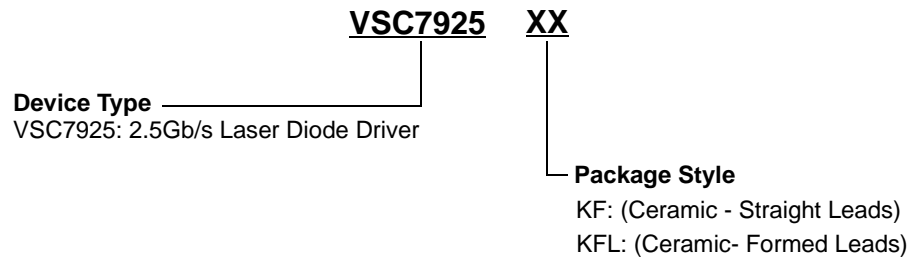 VSC7925 XX
Device Type
VSC7925: 2.5Gb/s Laser Diode Driver
Package Style
KF: (Ceramic - Straight Leads)
KFL: (Ceramic- Formed Leads)